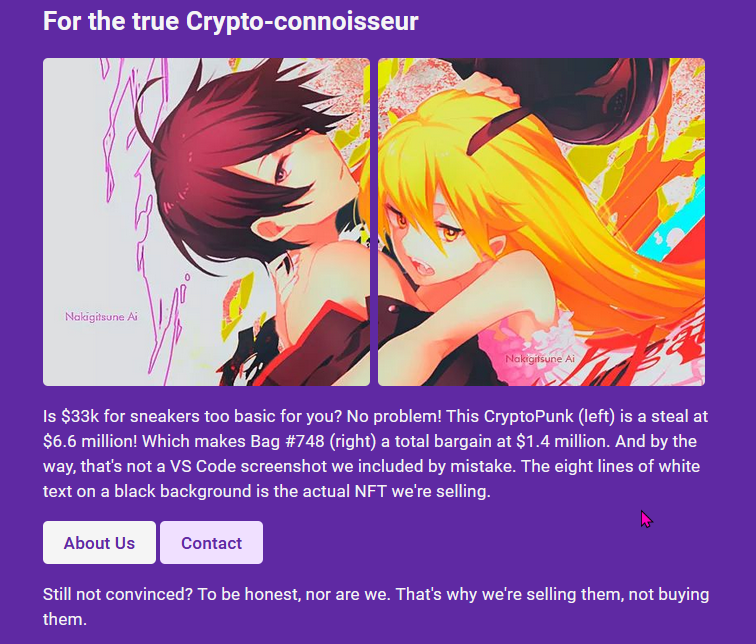 For the true Crypto-connoisseur
Nakigitsune Ai
Nakigitsune Ai
Is $33k for sneakers too basic for you? No problem! This CryptoPunk (left) is a steal at
$6.6 million! Which makes Bag #748 (right) a total bargain at $1.4 million. And by the
way, that's not a VS Code screenshot we included by mistake. The eight lines of white
text on a black background is the actual NFT we're selling.
About Us
Contact
Still not convinced? To be honest, nor are we. That's why we're selling them, not buying
them.